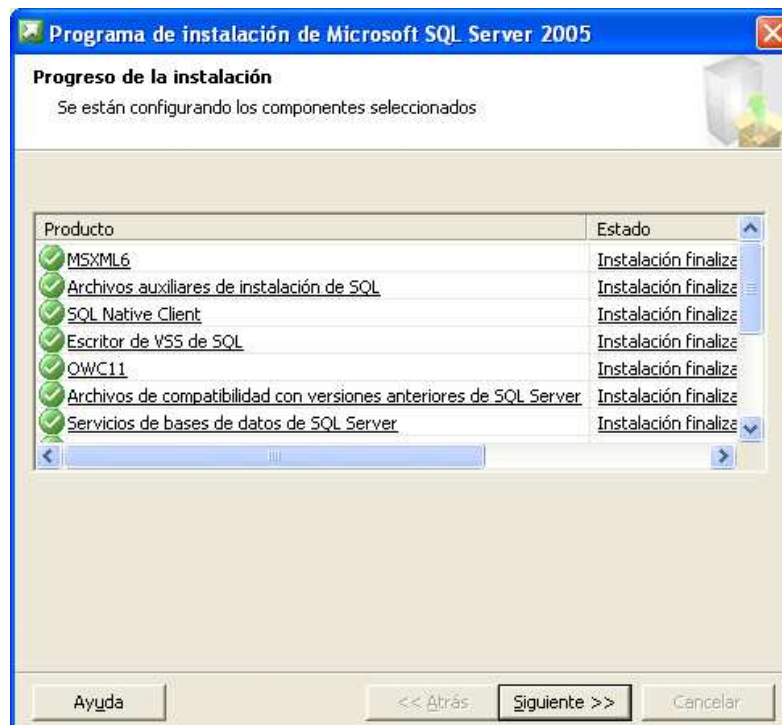 Programa de instalación de Microsoft SQL Server 2005
Progreso de la instalación
Se están configurando los componentes seleccionados
Producto Estado
MSXML6 Instalación finaliza
Archivos auxiliares de instalación de SQL Instalación finaliza
SQL Native Client Instalación finaliza
Escritor de VSS de SQL Instalación finaliza
OWC11 Instalación finaliza
Archivos de compatibilidad con versiones anteriores de SQL Server Instalación finaliza
Servicios de bases de datos de SQL Server Instalación finaliza
Ayuda << Atrás Siguiente >> Cancelar